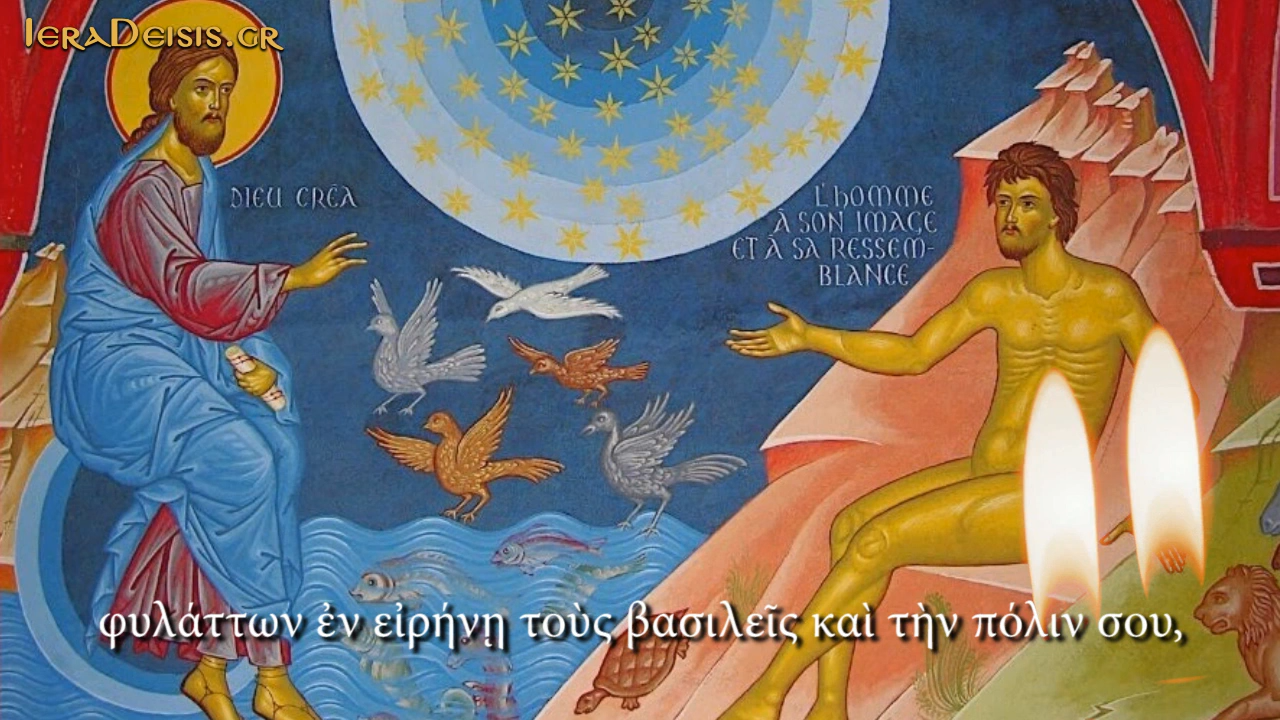 IERADEISIS.GR
DIEU CRÉA
L'HOMME
À SON IMAGE
ET À SA RESSEM-
BLANCE
φυλάττων ἐν εἰρήνῃ τοὺς βασιλεῖς καὶ τὴν πόλιν σου,